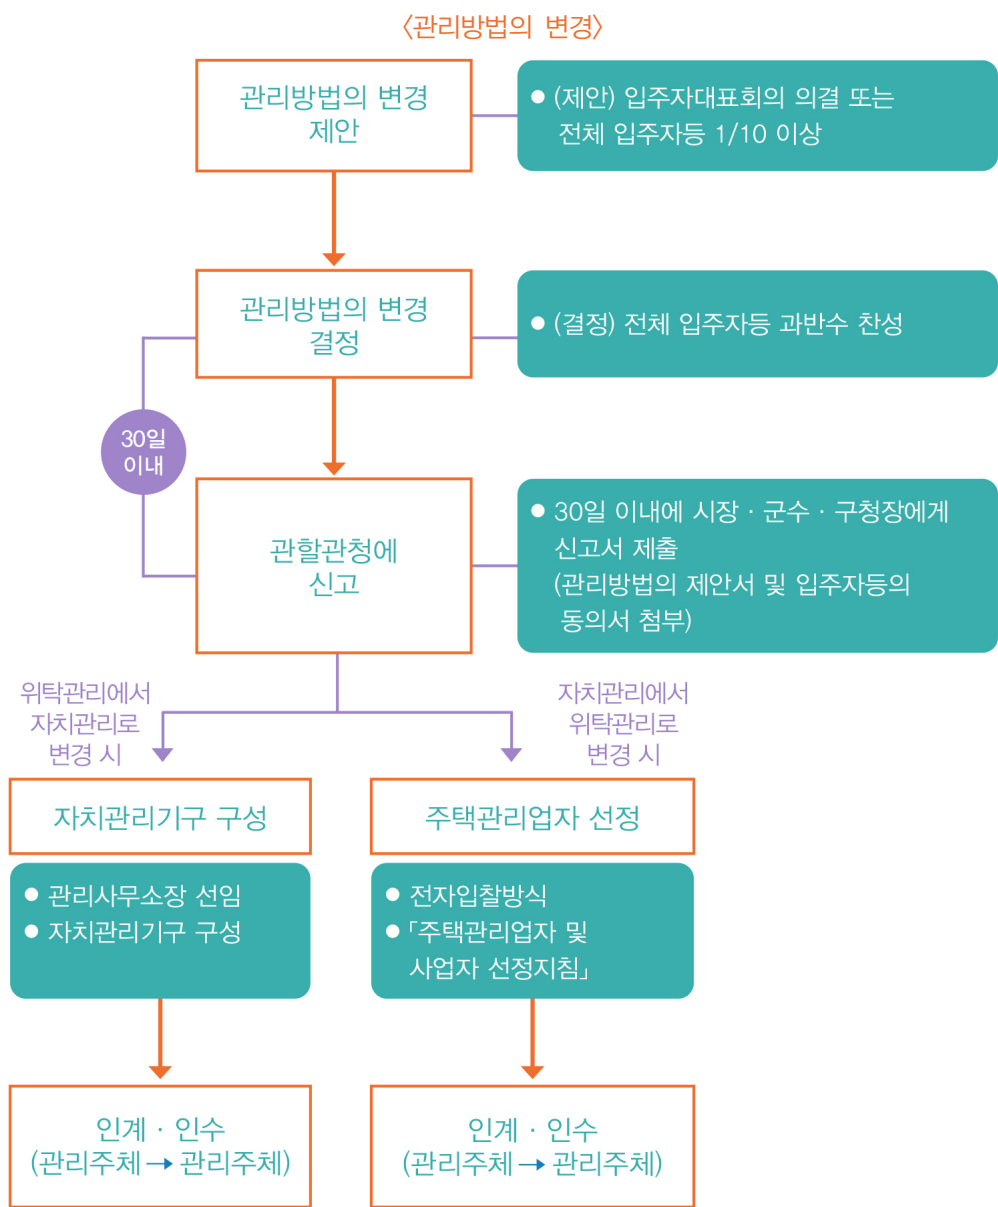 〈관리방법의 변경〉
관리방법의 변경
제안
● (제안) 입주자대표회의 의결 또는
전체 입주자등 1/10 이상
관리방법의 변경
결정
● (결정) 전체 입주자등 과반수 찬성
30일
이내
관할관청에
신고
● 30일 이내에 시장 · 군수 · 구청장에게
신고서 제출
(관리방법의 제안서 및 입주자등의
동의서 첨부)
위탁관리에서
자치관리로
변경 시
자치관리에서
위탁관리로
변경 시
자치관리기구 구성
● 관리사무소장 선임
● 자치관리기구 구성
주택관리업자 선정
● 전자입찰방식
● 「주택관리업자 및
사업자 선정지침」
인계 · 인수
(관리주체 → 관리주체)
인계 · 인수
(관리주체 → 관리주체)